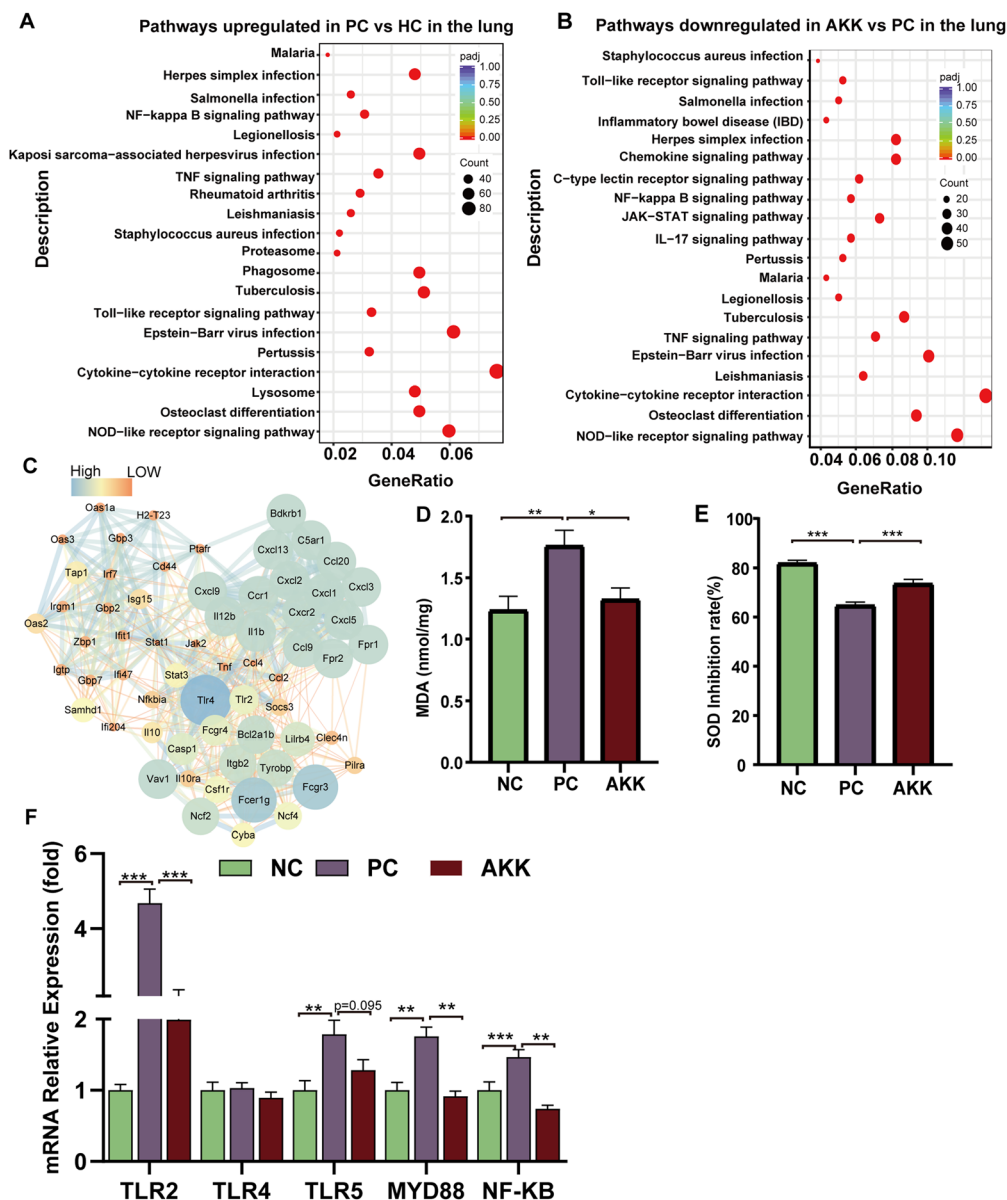 A
Pathways upregulated in PC vs HC in the lung
Description
Malaria
Herpes simplex infection
Salmonella infection
NF-kappa B signaling pathway
Legionellosis
Kaposi sarcoma-associated herpesvirus infection
TNF signaling pathway
Rheumatoid arthritis
Leishmaniasis
Staphylococcus aureus infection
Proteasome
Phagosome
Tuberculosis
Toll-like receptor signaling pathway
Epstein-Barr virus infection
Pertussis
Cytokine-cytokine receptor interaction
Lysosome
Osteoclast differentiation
NOD-like receptor signaling pathway
padj
1.00
0.75
0.50
0.25
0.00
Count
40
60
80
0.02 0.04 0.06
GeneRatio
B
Pathways downregulated in AKK vs PC in the lung
Description
Staphylococcus aureus infection
Toll-like receptor signaling pathway
Salmonella infection
Inflammatory bowel disease (IBD)
Herpes simplex infection
Chemokine signaling pathway
C-type lectin receptor signaling pathway
NF-kappa B signaling pathway
JAK-STAT signaling pathway
IL-17 signaling pathway
Pertussis
Malaria
Legionellosis
Tuberculosis
TNF signaling pathway
Epstein-Barr virus infection
Leishmaniasis
Cytokine-cytokine receptor interaction
Osteoclast differentiation
NOD-like receptor signaling pathway
padj
1.00
0.75
0.50
0.25
0.00
Count
20
30
40
50
0.04 0.06 0.08 0.10
GeneRatio
C
High LOW
Oas1a
H2-T23
Oas3
Gbp3
Ptafr
Tap1
Irf7
Cd44
Irgm1
Gbp2
Isg15
Oas2
Zbp1
Ifit1
Stat1
Jak2
Igtp
Gbp7
Ifi47
Stat3
Tnf
Ccl4
Ccl2
Samhd1
Nfkbia
Tlr4
Tlr2
Socs3
Ifi204
Il10
Fcgr4
Bcl2a1b
Lilrb4
Clec4n
Casp1
Itgb2
Tyrobp
Pilra
Vav1
Il10ra
Csf1r
Fcer1g
Fcgr3
Ncf2
Ncf4
Cyba
Bdkrb1
Cxcl13
C5ar1
Ccl20
Cxcl9
Ccr1
Cxcl2
Cxcl1
Cxcl3
Il12b
Cxcr2
Cxcl5
Il1b
Ccl9
Fpr2
Fpr1
D
MDA (nmol/mg)
2.0
1.5
1.0
0.5
0.0
** *
NC PC AKK
E
SOD Inhibition rate(%)
100
80
60
40
20
0
*** ***
NC PC AKK
F
mRNA Relative Expression (fold)
NC PC AKK
6
4
2
1
0
*** ***
** p=0.095
** **
*** **
TLR2 TLR4 TLR5 MYD88 NF-KB